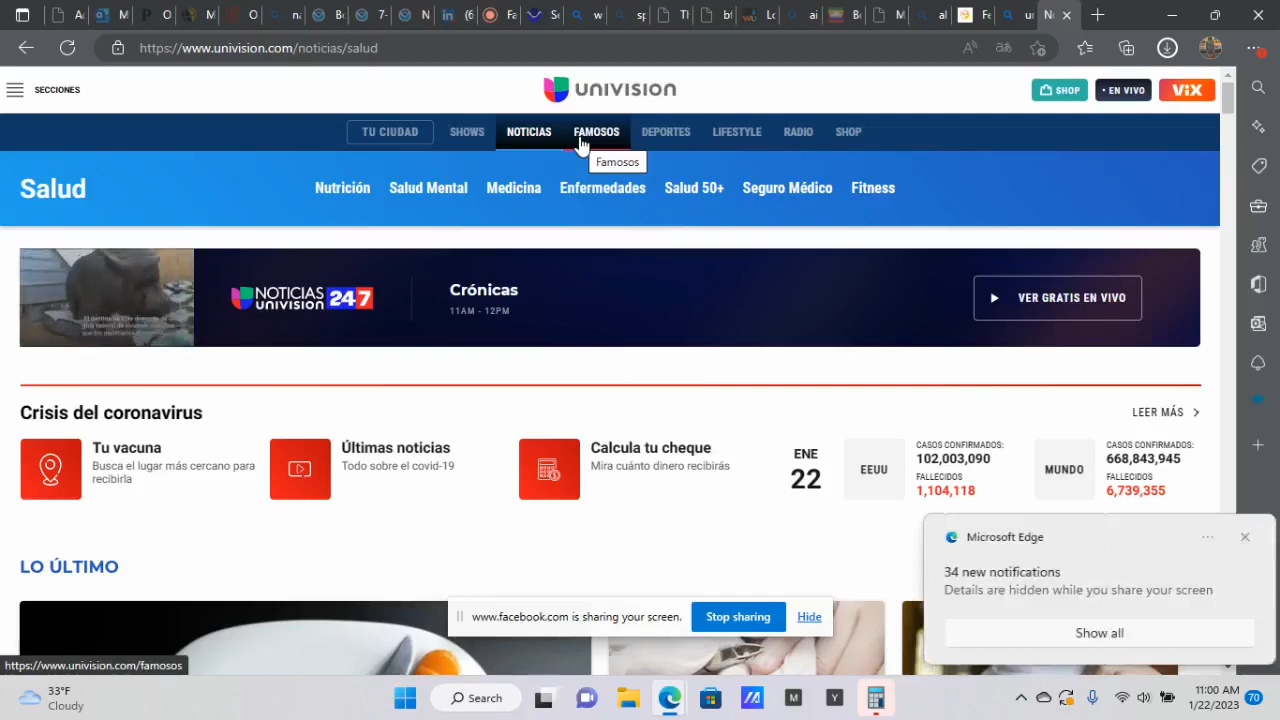 https://www.univision.com/noticias/salud
SECCIONES
UNIVISION
SHOP
• EN VIVO
ViX
TU CIUDAD
SHOWS
NOTICIAS
FAMOSOS
DEPORTES
LIFESTYLE
RADIO
SHOP
Famosos
Salud
Nutrición
Salud Mental
Medicina
Enfermedades
Salud 50+
Seguro Médico
Fitness
NOTICIAS UNIVISION 24/7
Crónicas
11AM - 12PM
VER GRATIS EN VIVO
Crisis del coronavirus
LEER MÁS
Tu vacuna
Busca el lugar más cercano para
recibirla
Últimas noticias
Todo sobre el covid-19
Calcula tu cheque
Mira cuánto dinero recibirás
ENE
22
EEUU
CASOS CONFIRMADOS:
102,003,090
FALLECIDOS
1,104,118
MUNDO
CASOS CONFIRMADOS:
668,843,945
FALLECIDOS
6,739,355
LO ÚLTIMO
Microsoft Edge
34 new notifications
Details are hidden while you share your screen
Show all
www.facebook.com is sharing your screen.
Stop sharing
Hide
https://www.univision.com/famosos
33°F
Cloudy
Search
M
Y
11:00 AM
1/22/2023
70